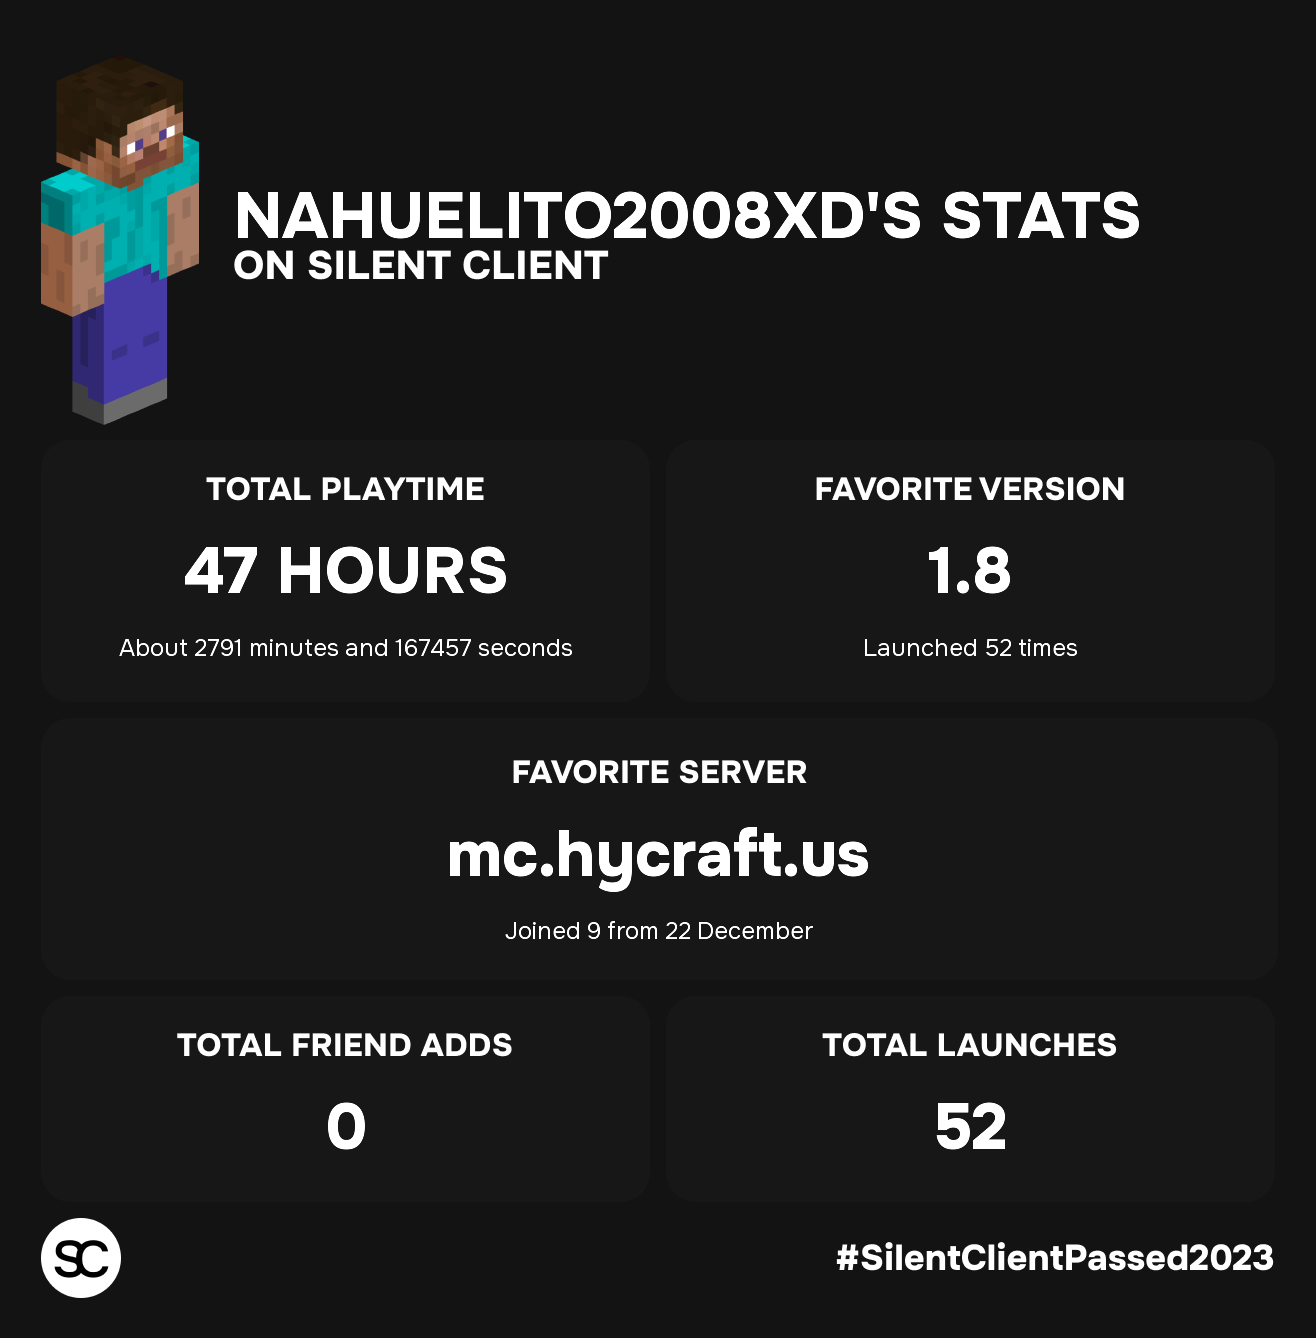 NAHUELITO2008XD'S STATS
ON SILENT CLIENT
TOTAL PLAYTIME
47 HOURS
About 2791 minutes and 167457 seconds
FAVORITE VERSION
1.8
Launched 52 times
FAVORITE SERVER
mc.hycraft.us
Joined 9 from 22 December
TOTAL FRIEND ADDS
0
TOTAL LAUNCHES
52
SC
#SilentClientPassed2023